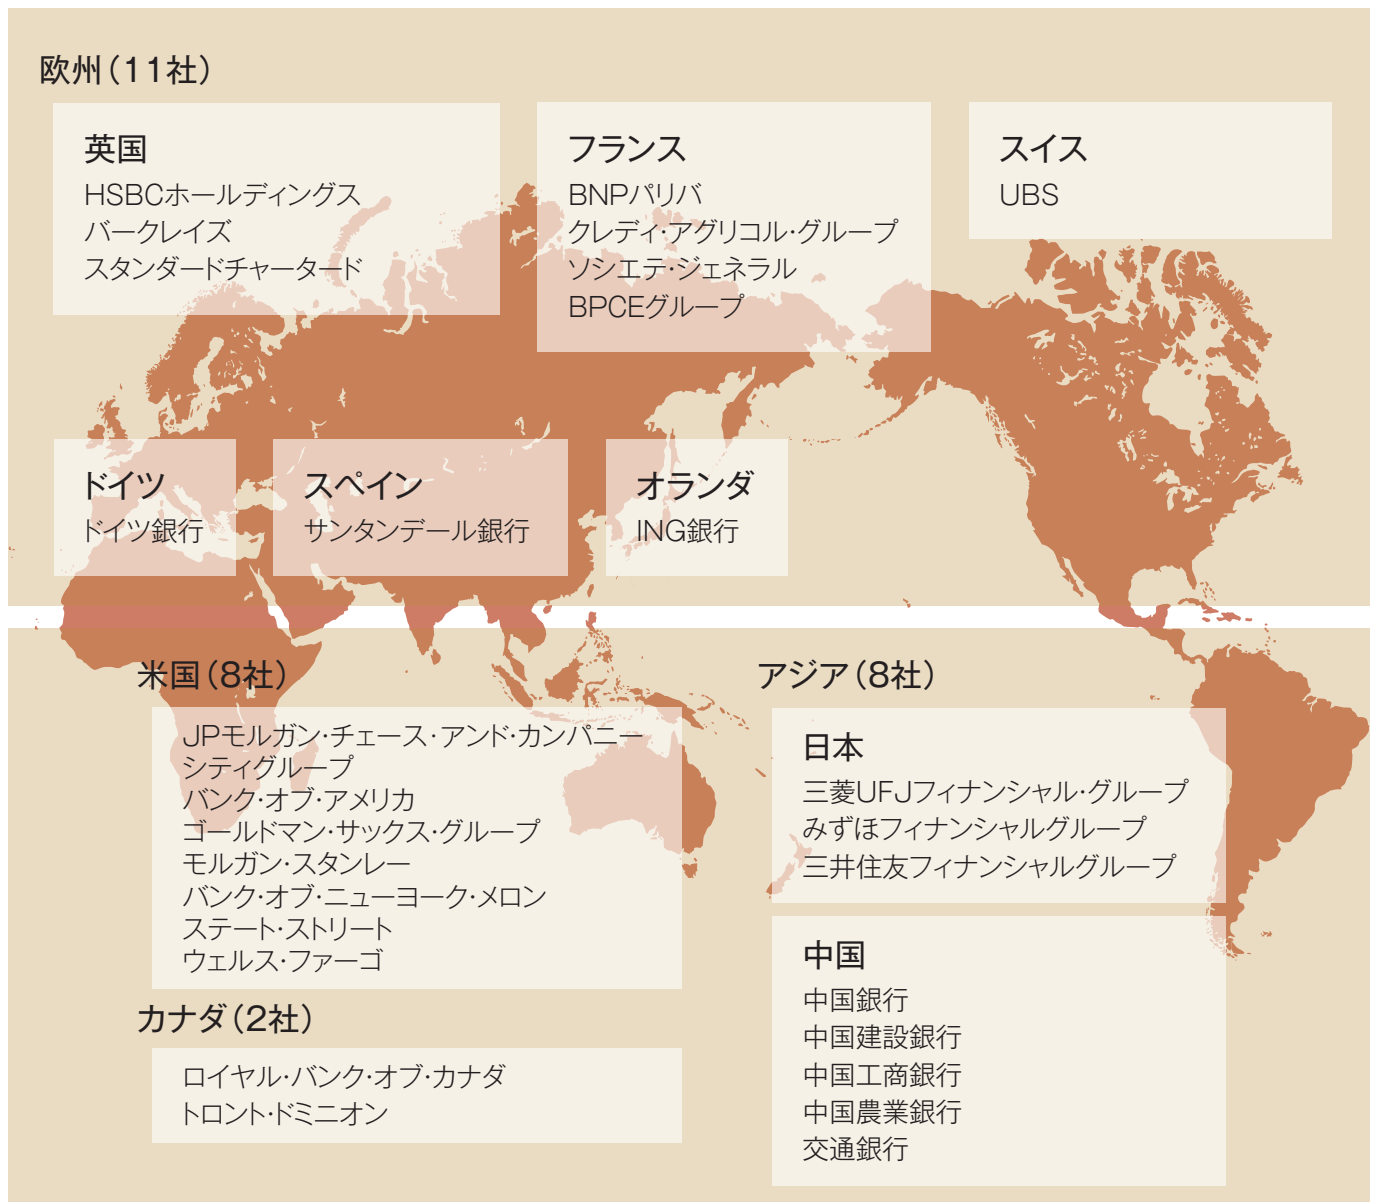 欧州（11社）
英国
HSBCホールディングス
バークレイズ
スタンダードチャータード
フランス
BNPパリバ
クレディ・アグリコル・グループ
ソシエテ・ジェネラル
BPCEグループ
スイス
UBS
ドイツ
ドイツ銀行
スペイン
サンタンデール銀行
オランダ
ING銀行
米国（8社）
JPモルガン・チェース・アンド・カンパニー
シティグループ
バンク・オブ・アメリカ
ゴールドマン・サックス・グループ
モルガン・スタンレー
バンク・オブ・ニューヨーク・メロン
ステート・ストリート
ウェルス・ファーゴ
カナダ（2社）
ロイヤル・バンク・オブ・カナダ
トロント・ドミニオン
アジア（8社）
日本
三菱UFJフィナンシャル・グループ
みずほフィナンシャルグループ
三井住友フィナンシャルグループ
中国
中国銀行
中国建設銀行
中国工商銀行
中国農業銀行
交通銀行